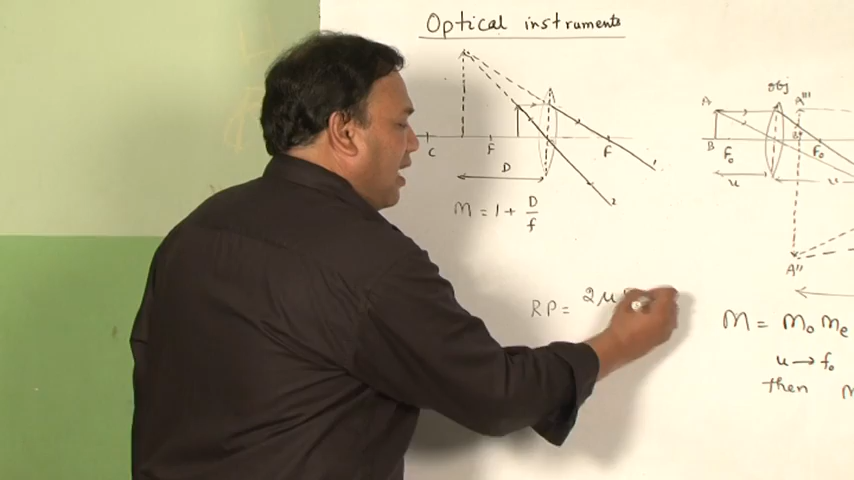 Optical instruments
C F F
D
M = 1 + D/f
RP = 2μ
obj
A A'''
B F₀ B'' F₀
u v
A''
M = m₀ mₑ
u → f₀
then M